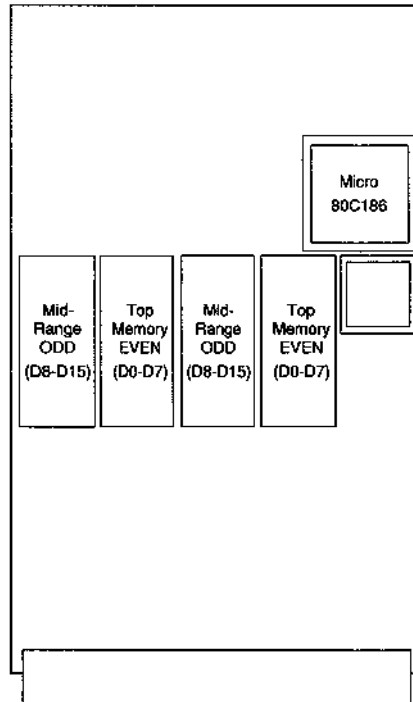 Micro
80C186
Mid-
Range
ODD
(D8-D15)
Top
Memory
EVEN
(D0-D7)
Mid-
Range
ODD
(D8-D15)
Top
Memory
EVEN
(D0-D7)